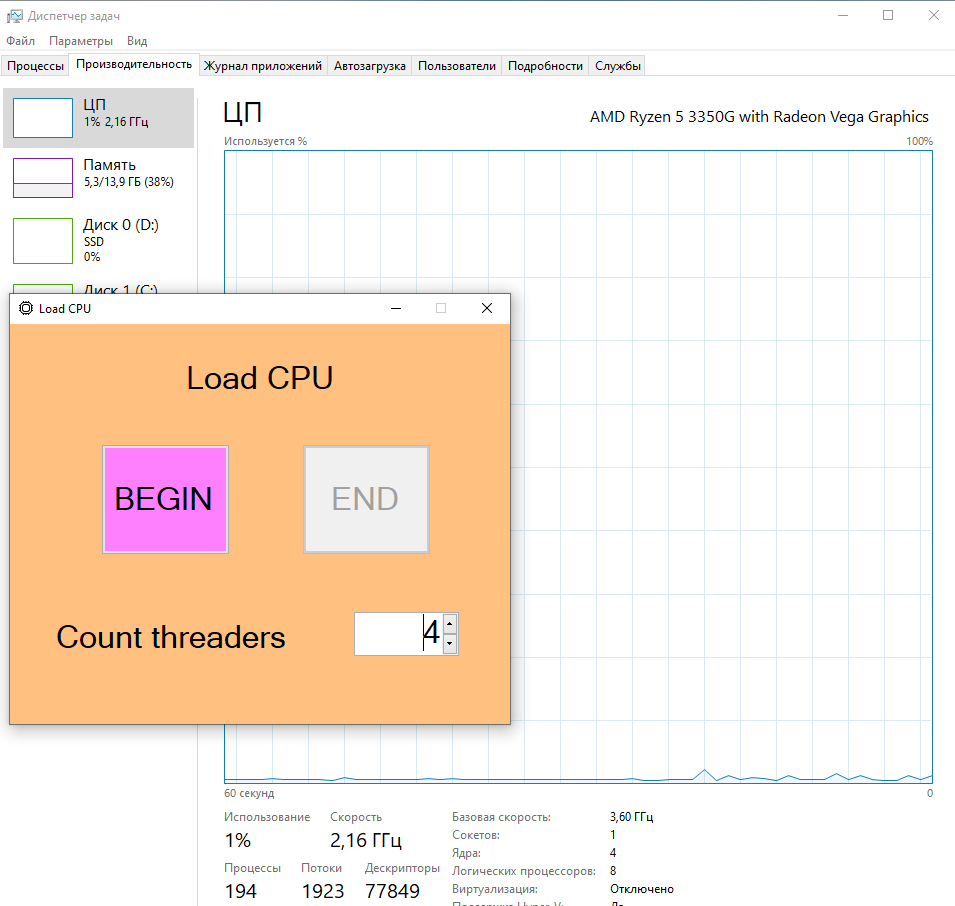 Диспетчер задач
Файл Параметры Вид
Процессы Производительность Журнал приложений Автозагрузка Пользователи Подробности Службы
ЦП
1% 2,16 ГГц
Память
5,3/13,9 ГБ (38%)
Диск 0 (D:)
SSD
0%
Диск 1 (C:)
ЦП
AMD Ryzen 5 3350G with Radeon Vega Graphics
Используется %
100%
Load CPU
Load CPU
BEGIN
END
Count threaders
4
60 секунд
0
Использование Скорость
1% 2,16 ГГц
Процессы Потоки Дескрипторы
194 1923 77849
Базовая скорость: 3,60 ГГц
Сокетов: 1
Ядра: 4
Логических процессоров: 8
Виртуализация: Отключено
Поддержка Hyper-V: Да